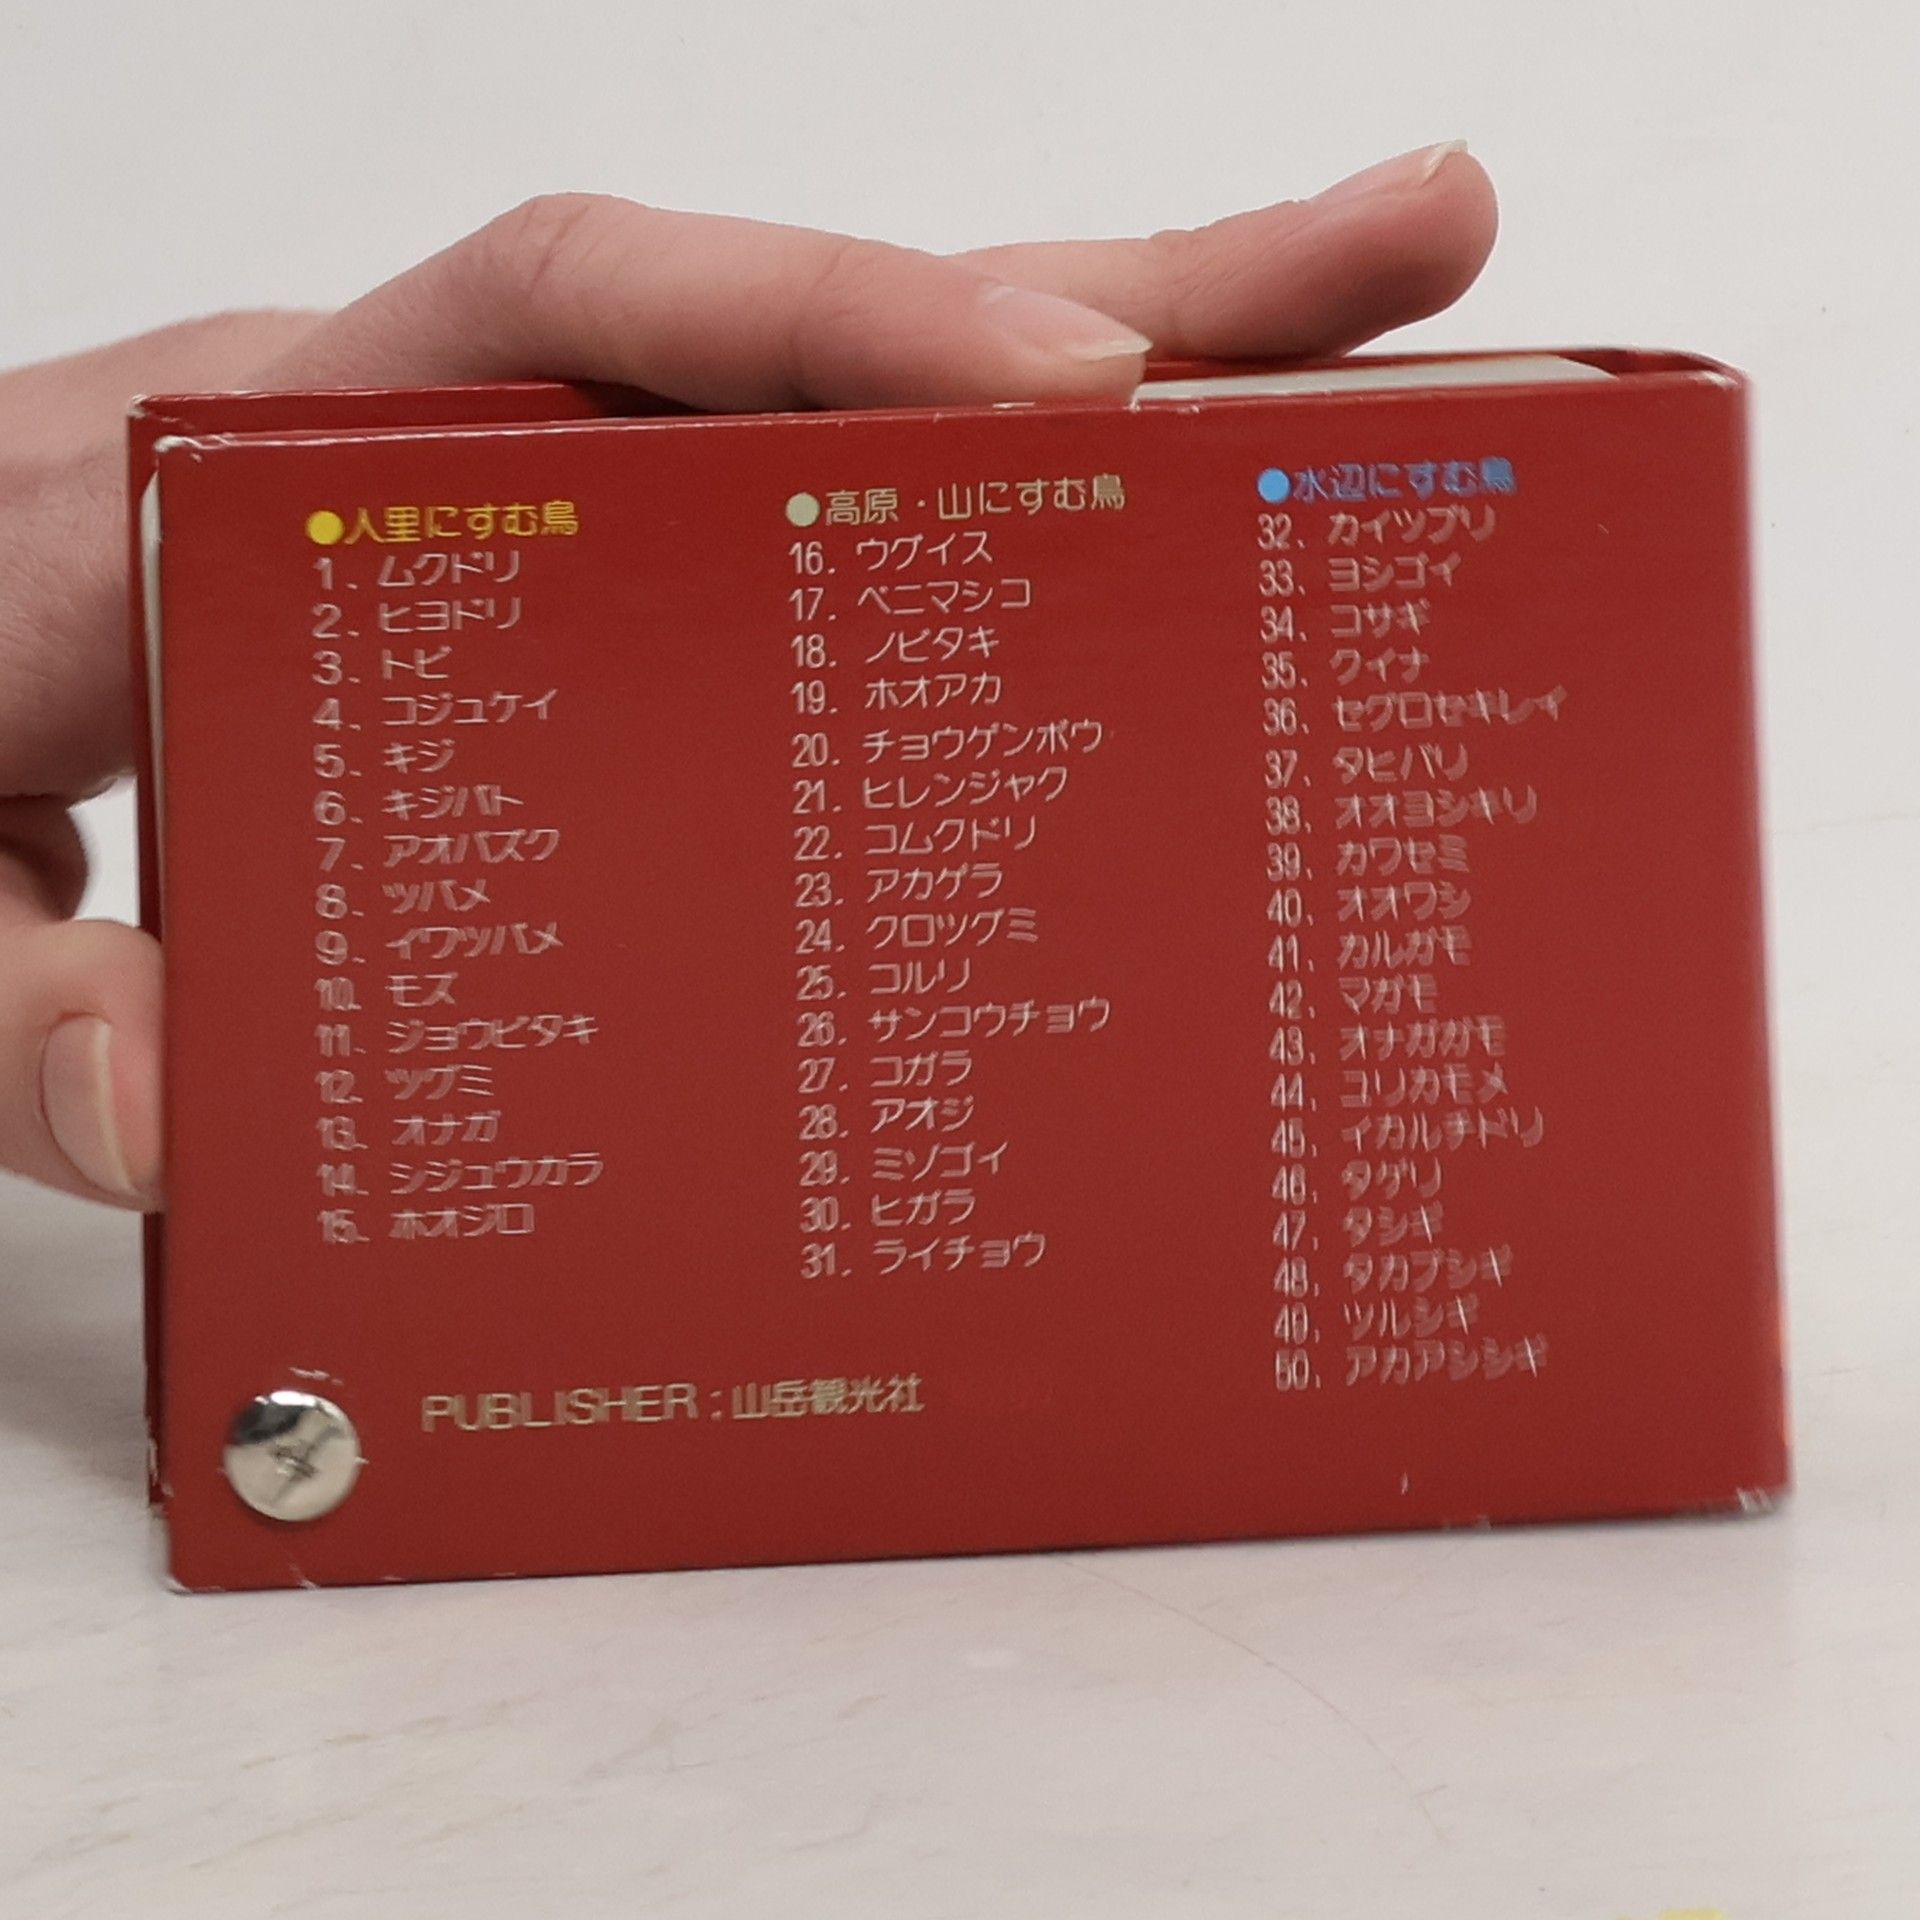 ●人里にすむ鳥
1. ムクドリ
2. ヒヨドリ
3. トビ
4. コジュケイ
5. キジ
6. キジバト
7. アオバズク
8. ツバメ
9. イワツバメ
10. モズ
11. ジョウビタキ
12. ツグミ
13. オナガ
14. シジュウカラ
15. ホオジロ
●高原・山にすむ鳥
16. ウグイス
17. ベニマシコ
18. ノビタキ
19. ホオアカ
20. チョウゲンボウ
21. ヒレンジャク
22. コムクドリ
23. アカゲラ
24. クロツグミ
25. コルリ
26. サンコウチョウ
27. コガラ
28. アオジ
29. ミゾゴイ
30. ヒガラ
31. ライチョウ
●水辺にすむ鳥
32. カイツブリ
33. ヨシゴイ
34. コサギ
35. クイナ
36. セグロセキレイ
37. タヒバリ
38. オオヨシキリ
39. カワセミ
40. オオワシ
41. カルガモ
42. マガモ
43. オナガガモ
44. ユリカモメ
45. イカルチドリ
46. タゲリ
47. タシギ
48. タカブシギ
49. ツルシギ
50. アカアシシギ
PUBLISHER:山岳観光社